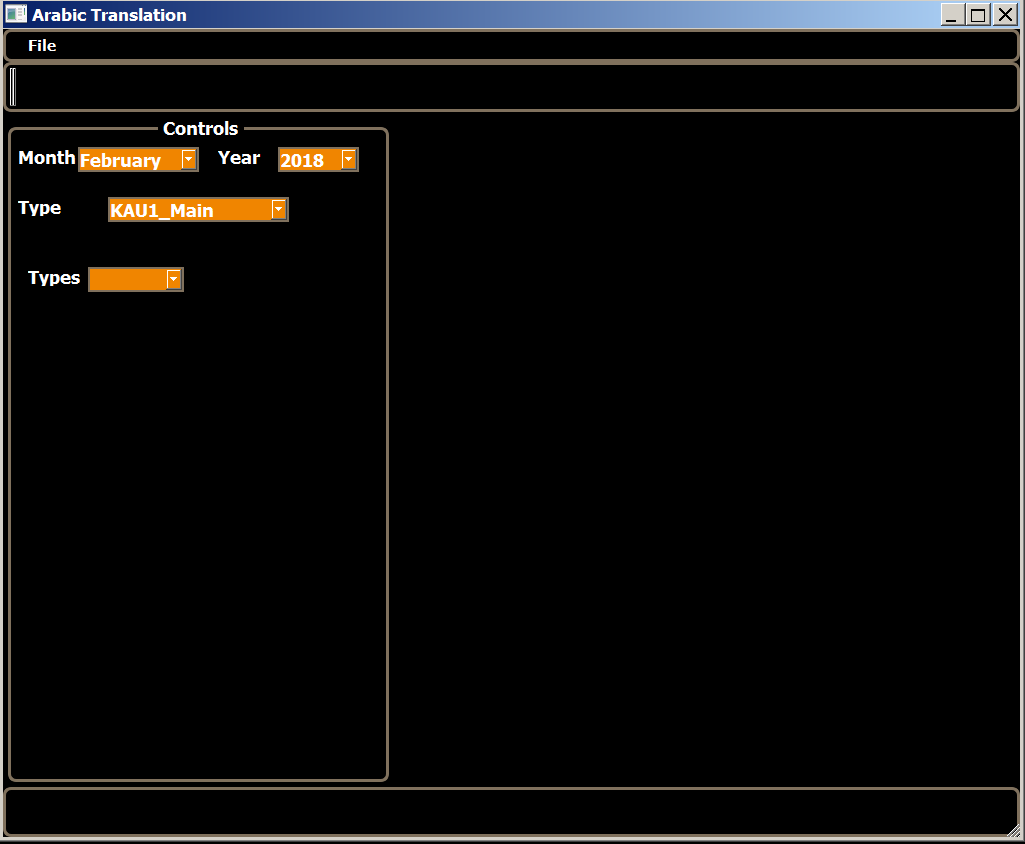 Arabic Translation
File
Controls
Month February Year 2018
Type KAU1_Main
Types